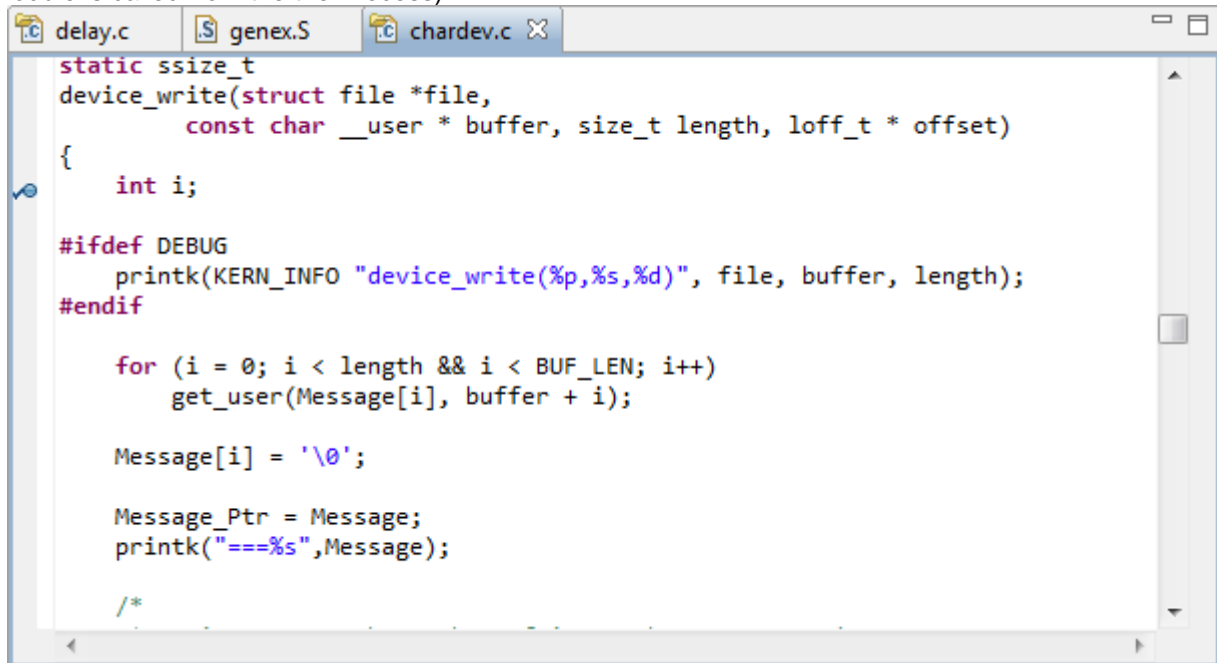 delay.c genex.S chardev.c
static ssize_t
device_write(struct file *file,
const char __user * buffer, size_t length, loff_t * offset)
{
int i;
#ifdef DEBUG
printk(KERN_INFO "device_write(%p,%s,%d)", file, buffer, length);
#endif
for (i = 0; i < length && i < BUF_LEN; i++)
get_user(Message[i], buffer + i);
Message[i] = '\0';
Message_Ptr = Message;
printk("===%s",Message);
/*